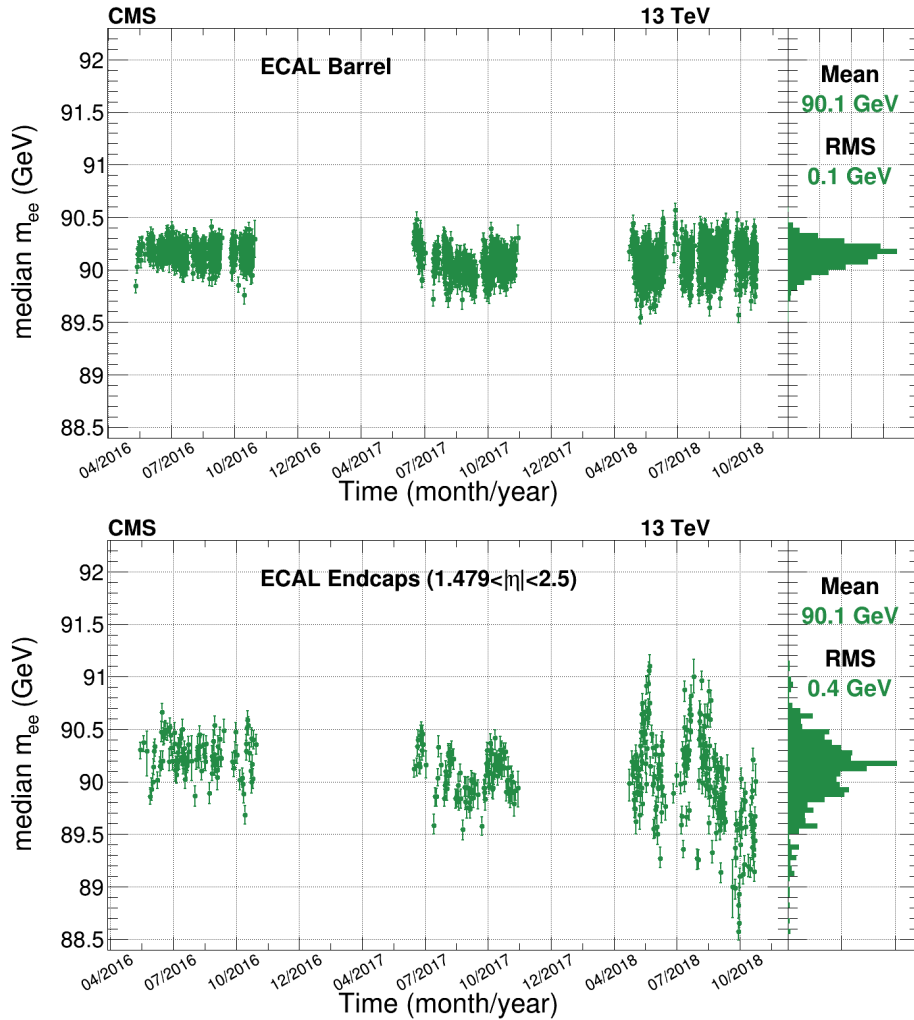 CMS 13 TeV
ECAL Barrel
Mean
90.1 GeV
RMS
0.1 GeV
median m_ee (GeV)
92
91.5
91
90.5
90
89.5
89
88.5
04/2016 07/2016 10/2016 12/2016 04/2017 07/2017 10/2017 12/2017 04/2018 07/2018 10/2018
Time (month/year)
CMS 13 TeV
ECAL Endcaps (1.479<|η|<2.5)
Mean
90.1 GeV
RMS
0.4 GeV
median m_ee (GeV)
92
91.5
91
90.5
90
89.5
89
88.5
04/2016 07/2016 10/2016 12/2016 04/2017 07/2017 10/2017 12/2017 04/2018 07/2018 10/2018
Time (month/year)